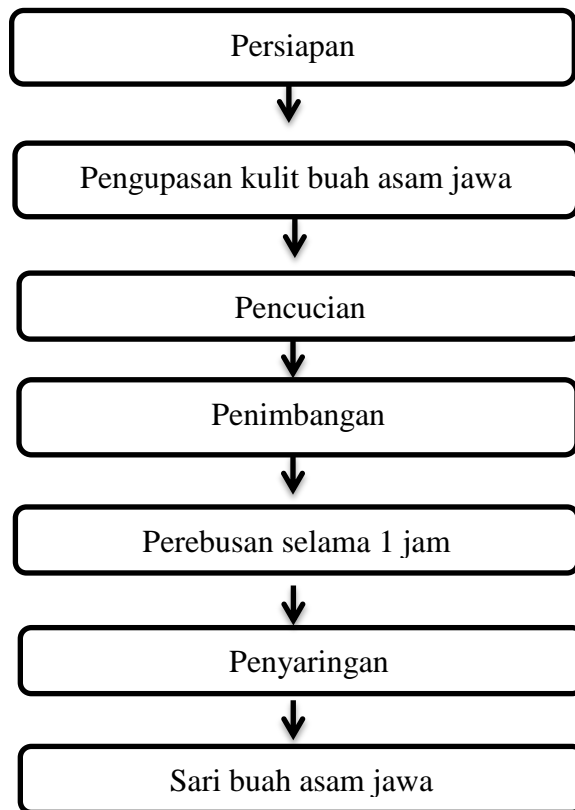 Persiapan
Pengupasan kulit buah asam jawa
Pencucian
Penimbangan
Perebusan selama 1 jam
Penyaringan
Sari buah asam jawa